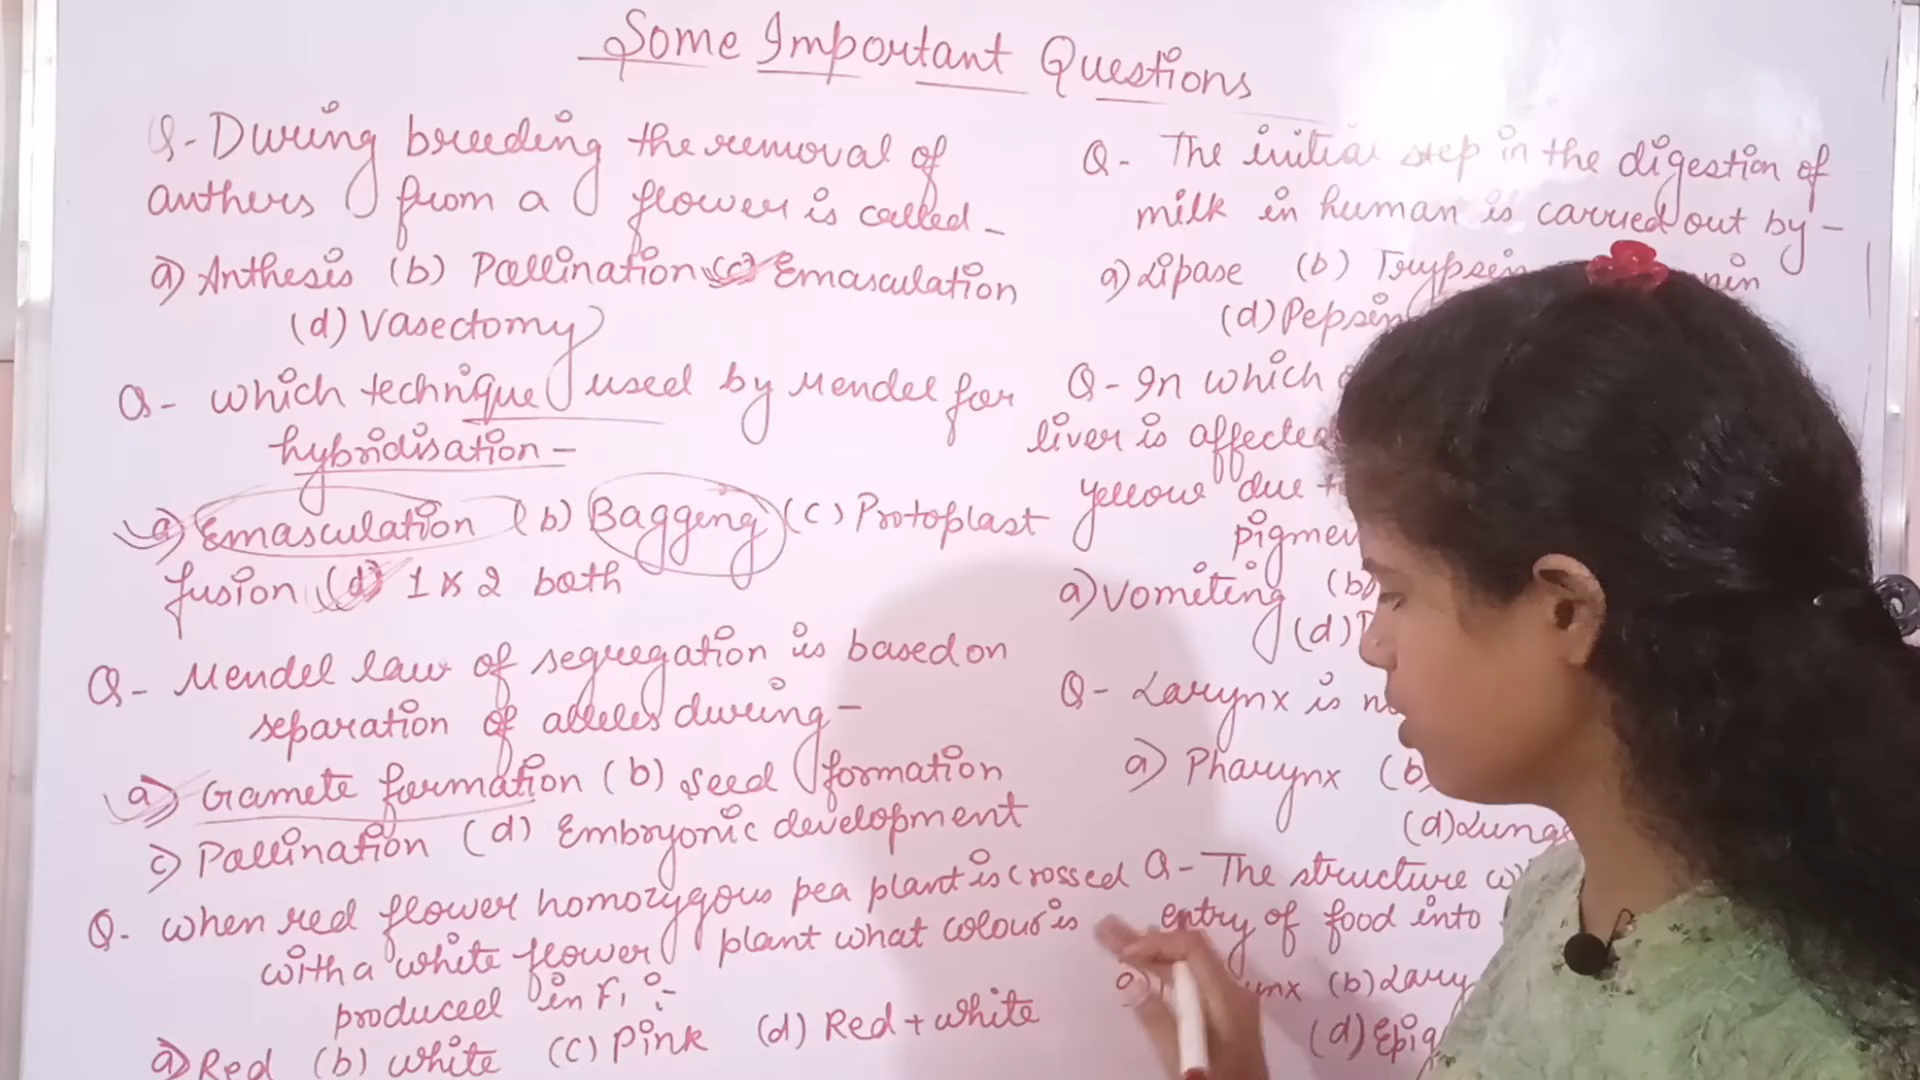 Some Important Questions
Q- During breeding the removal of
anthers from a flower is called -
a) Anthesis (b) Pollination (c) Emasculation
(d) Vasectomy
Q- which technique used by Mendel for
hybridisation -
a) Emasculation (b) Bagging (c) Protoplast
fusion (d) 1 & 2 both
Q- Mendel law of segregation is based on
separation of alleles during -
a) Gamete formation (b) seed formation
c) Pollination (d) Embryonic development
Q- when red flower homozygous pea plant is crossed
with a white flower plant what colour is
produced in F1 :-
a) Red (b) white (c) Pink (d) Red + white
Q- The initial step in the digestion of
milk in human is carried out by -
a) Lipase (b) Trypsin
(d) Pepsin
Q- In which
liver is affected
yellow due
a) Vomiting (b)
(d)
Q- Larynx is
a) Pharynx (b)
(d) Lungs
Q- The structure
entry of food into
(b)
(d)